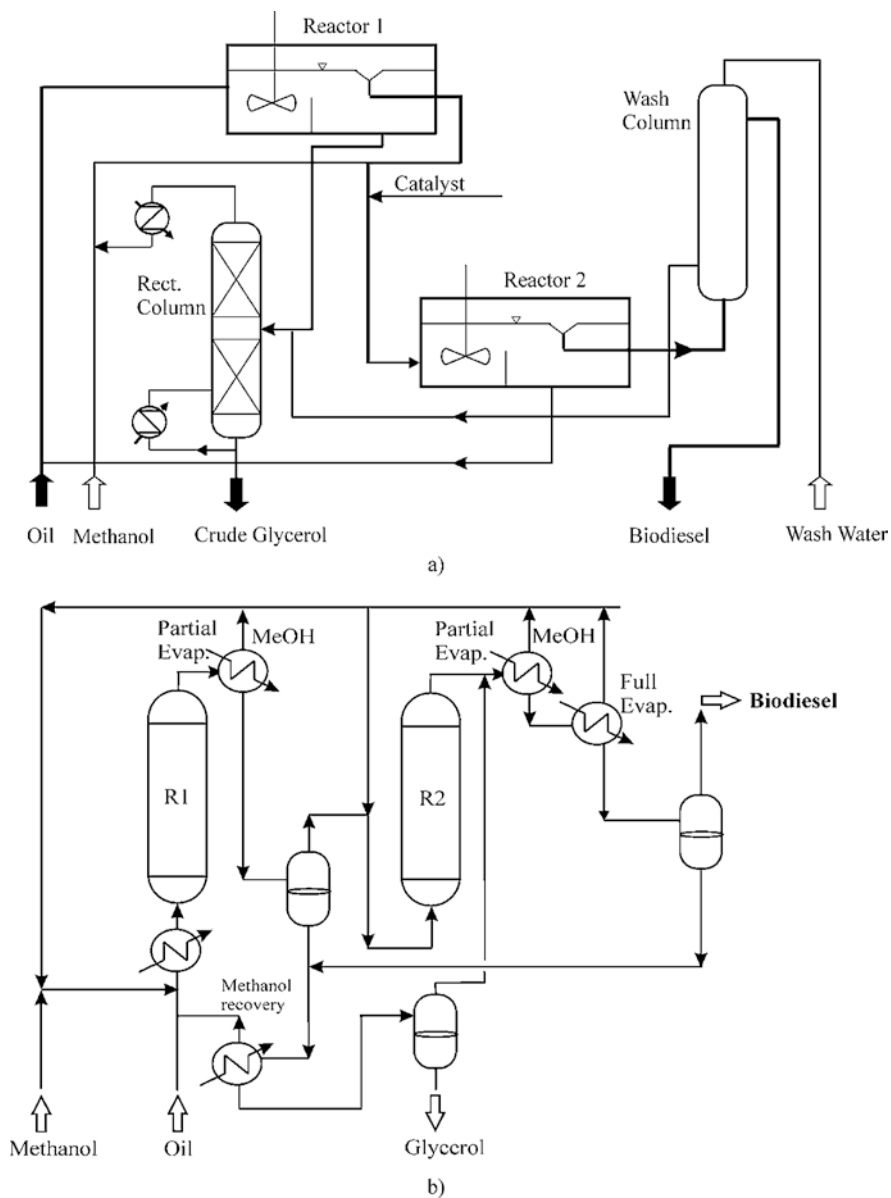 Reactor 1
Wash
Column
Catalyst
Rect.
Column
Reactor 2
Oil
Methanol
Crude Glycerol
Biodiesel
Wash Water
a)
Partial
Evap.
MeOH
Partial
Evap.
MeOH
Full
Evap.
Biodiesel
R1
R2
Methanol
recovery
Methanol
Oil
Glycerol
b)